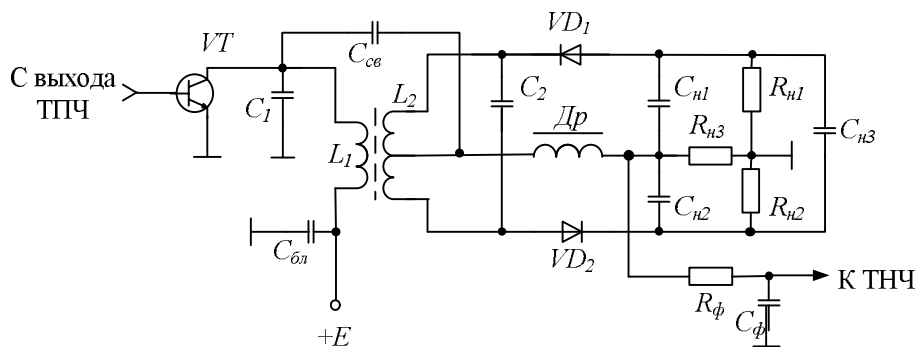 VT
C св
VD1
С выхода
ТПЧ
C1
L2
C2
Cн1
Rн1
Др
Rн3
Cн3
L1
Cн2
Rн2
Cбл
VD2
К ТНЧ
Rф
Cф
+E